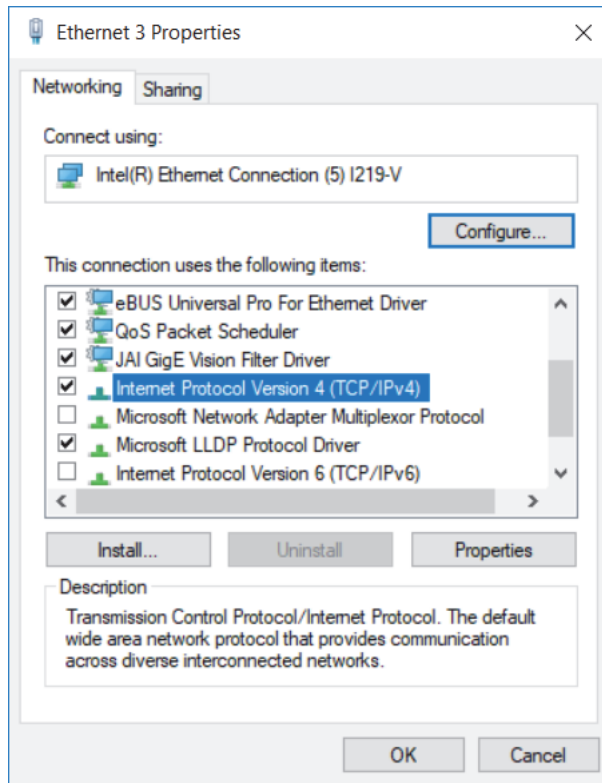 Ethernet 3 Properties
Networking
Sharing
Connect using:
Intel(R) Ethernet Connection (5) I219-V
Configure...
This connection uses the following items:
eBUS Universal Pro For Ethernet Driver
QoS Packet Scheduler
JAI GigE Vision Filter Driver
Internet Protocol Version 4 (TCP/IPv4)
Microsoft Network Adapter Multiplexor Protocol
Microsoft LLDP Protocol Driver
Internet Protocol Version 6 (TCP/IPv6)
Install...
Uninstall
Properties
Description
Transmission Control Protocol/Internet Protocol. The default
wide area network protocol that provides communication
across diverse interconnected networks.
OK
Cancel